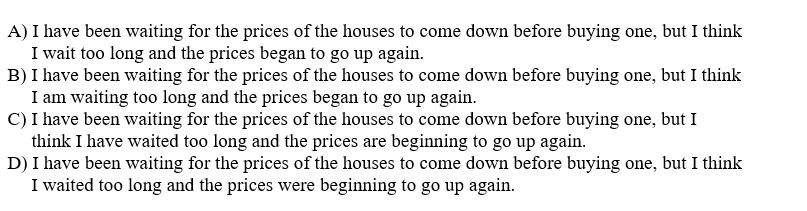 A) I have been waiting for the prices of the houses to come down before buying one, but I think
I wait too long and the prices began to go up again.
B) I have been waiting for the prices of the houses to come down before buying one, but I think
I am waiting too long and the prices began to go up again.
C) I have been waiting for the prices of the houses to come down before buying one, but I
think I have waited too long and the prices are beginning to go up again.
D) I have been waiting for the prices of the houses to come down before buying one, but I think
I waited too long and the prices were beginning to go up again.